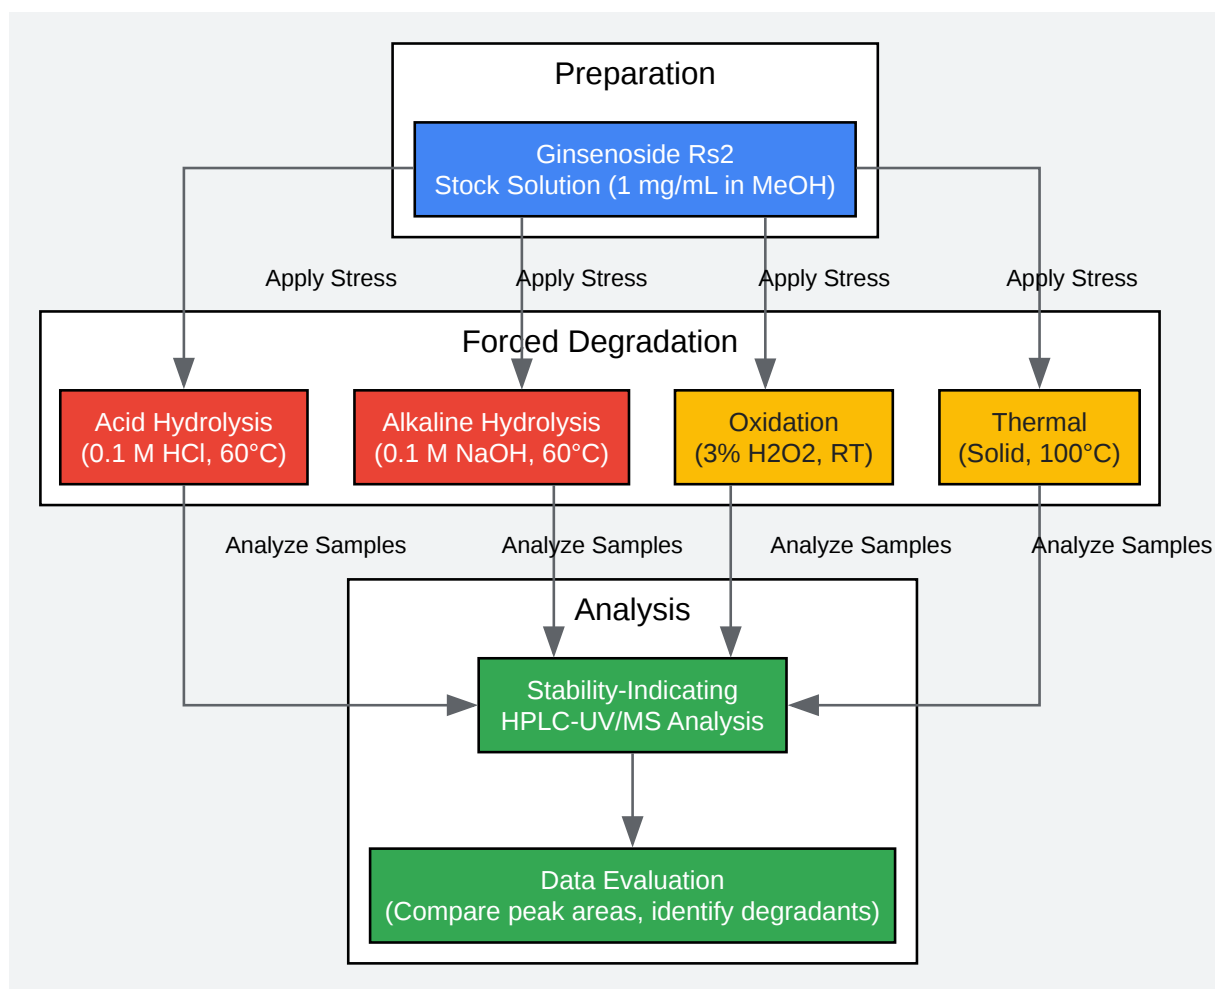 Preparation
Ginsenoside Rs2
Stock Solution (1 mg/mL in MeOH)
Apply Stress
Apply Stress
Apply Stress
Apply Stress
Forced Degradation
Acid Hydrolysis
(0.1 M HCl, 60°C)
Alkaline Hydrolysis
(0.1 M NaOH, 60°C)
Oxidation
(3% H2O2, RT)
Thermal
(Solid, 100°C)
Analyze Samples
Analyze Samples
Analyze Samples
Analyze Samples
Analysis
Stability-Indicating
HPLC-UV/MS Analysis
Data Evaluation
(Compare peak areas, identify degradants)